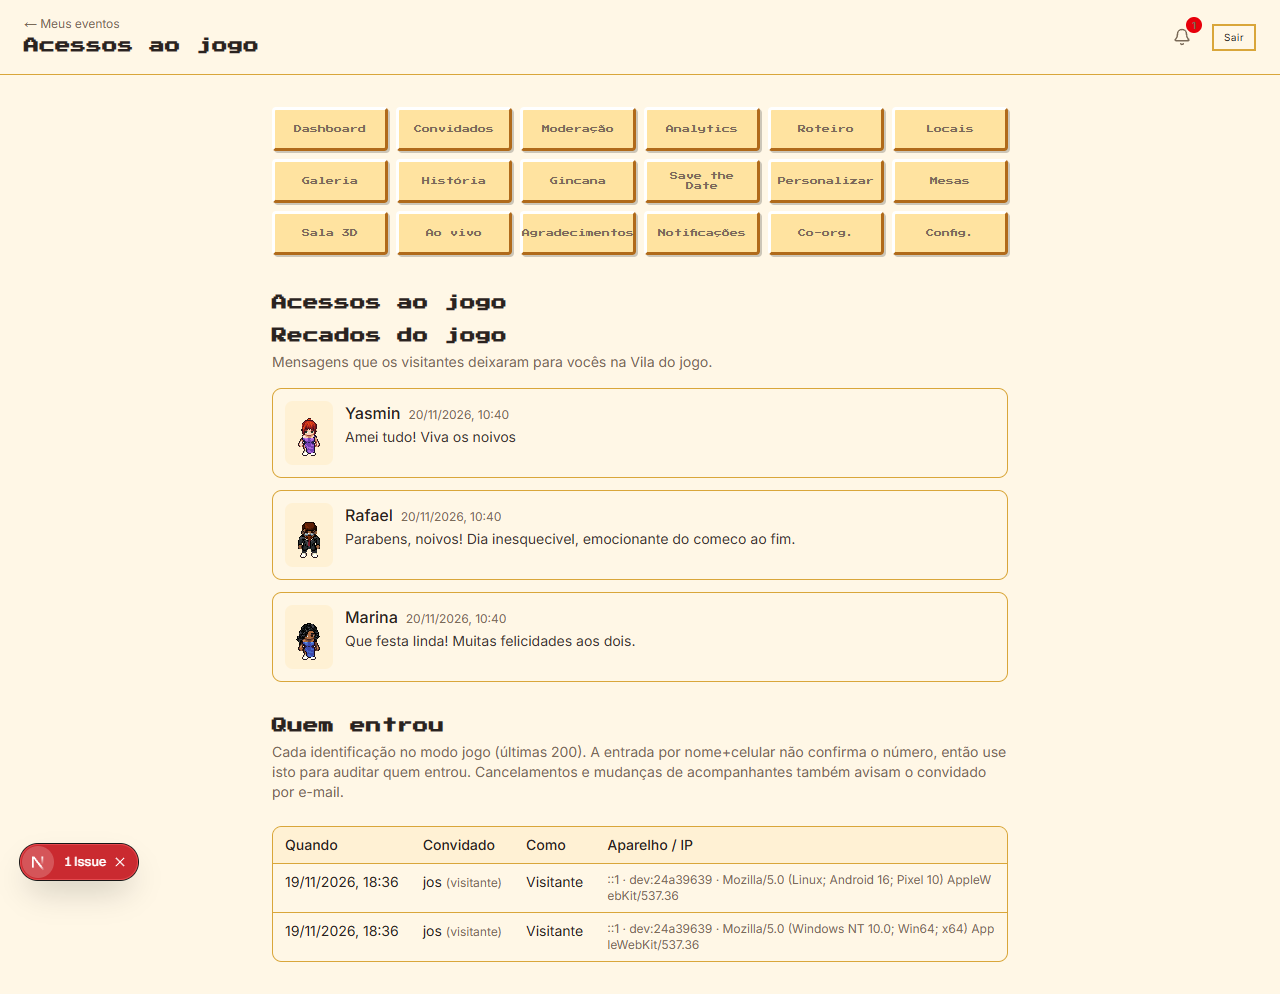 ← Meus eventos
Acessos ao jogo
1
Sair
Dashboard
Convidados
Moderação
Analytics
Roteiro
Locais
Galeria
História
Gincana
Save the
Date
Personalizar
Mesas
Sala 3D
Ao vivo
Agradecimentos
Notificações
Co-org.
Config.
Acessos ao jogo
Recados do jogo
Mensagens que os visitantes deixaram para vocês na Vila do jogo.
Yasmin 20/11/2026, 10:40
Amei tudo! Viva os noivos
Rafael 20/11/2026, 10:40
Parabens, noivos! Dia inesquecivel, emocionante do comeco ao fim.
Marina 20/11/2026, 10:40
Que festa linda! Muitas felicidades aos dois.
Quem entrou
Cada identificação no modo jogo (últimas 200). A entrada por nome+celular não confirma o número, então use
isto para auditar quem entrou. Cancelamentos e mudanças de acompanhantes também avisam o convidado
por e-mail.
Quando Convidado Como Aparelho / IP
19/11/2026, 18:36 jos (visitante) Visitante ::1 · dev:24a39639 · Mozilla/5.0 (Linux; Android 16; Pixel 10) AppleW
ebKit/537.36
19/11/2026, 18:36 jos (visitante) Visitante ::1 · dev:24a39639 · Mozilla/5.0 (Windows NT 10.0; Win64; x64) App
leWebKit/537.36
N 1 Issue ×